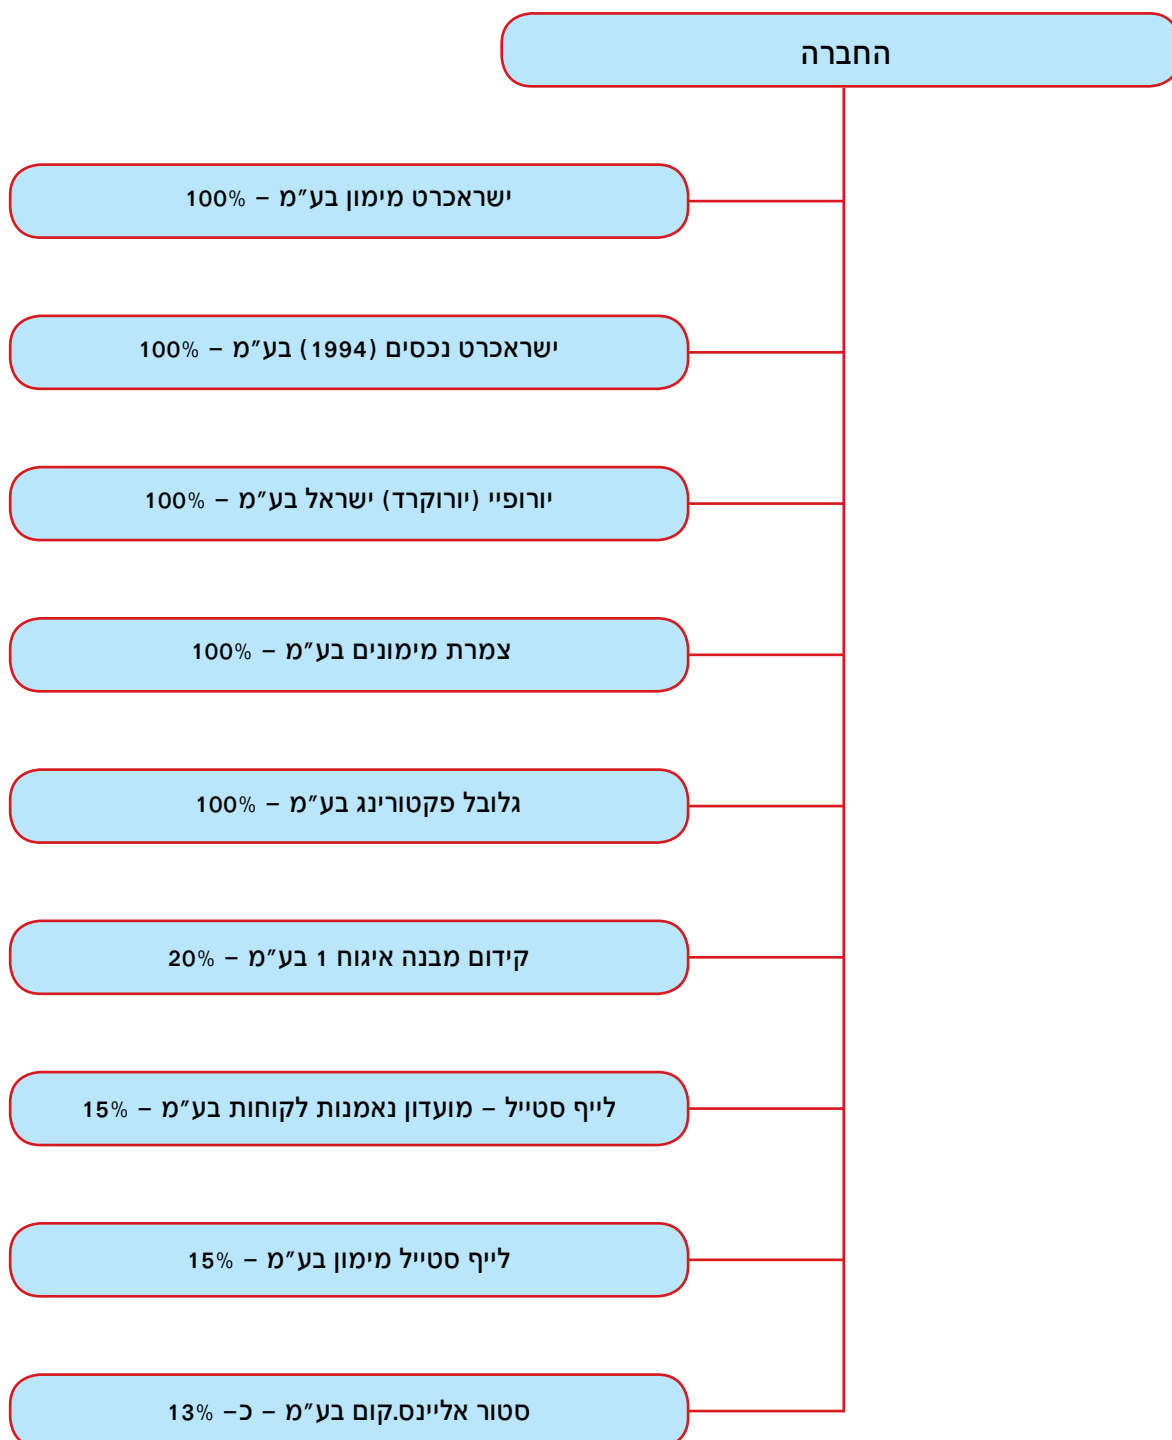 החברה
ישראכרט מימון בע"מ – 100%
ישראכרט נכסים (1994) בע"מ – 100%
יורופיי (יורוקרד) ישראל בע"מ – 100%
צמרת מימונים בע"מ – 100%
גלובל פקטורינג בע"מ – 100%
קידום מבנה איגוח 1 בע"מ – 20%
לייף סטייל – מועדון נאמנות לקוחות בע"מ – 15%
לייף סטייל מימון בע"מ – 15%
סטור אליינס.קום בע"מ – כ– 13%